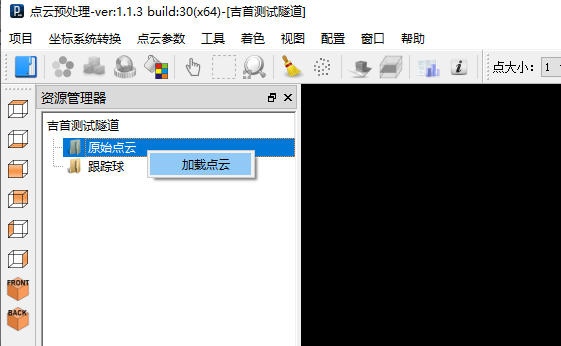 点云预处理-ver:1.1.3 build:30(x64)-[吉首测试隧道]
项目 坐标系统转换 点云参数 工具 着色 视图 配置 窗口 帮助
点大小: 1
资源管理器
吉首测试隧道
原始点云
加载点云
跟踪球
FRONT
BACK